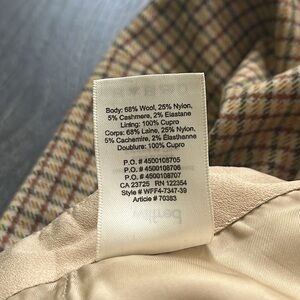 Body: 68% Wool, 25% Nylon,
5% Cashmere, 2% Elastane
Lining: 100% Cupro
Corps: 68% Laine, 25% Nylon,
5% Cachemire, 2% Élasthanne
Doublure: 100% Cupro
P.O. # 4500108705
P.O. # 4500108706
P.O. # 4500108707
CA 23725 RN 122354
Style # WFF4-7347-39
Article # 70383